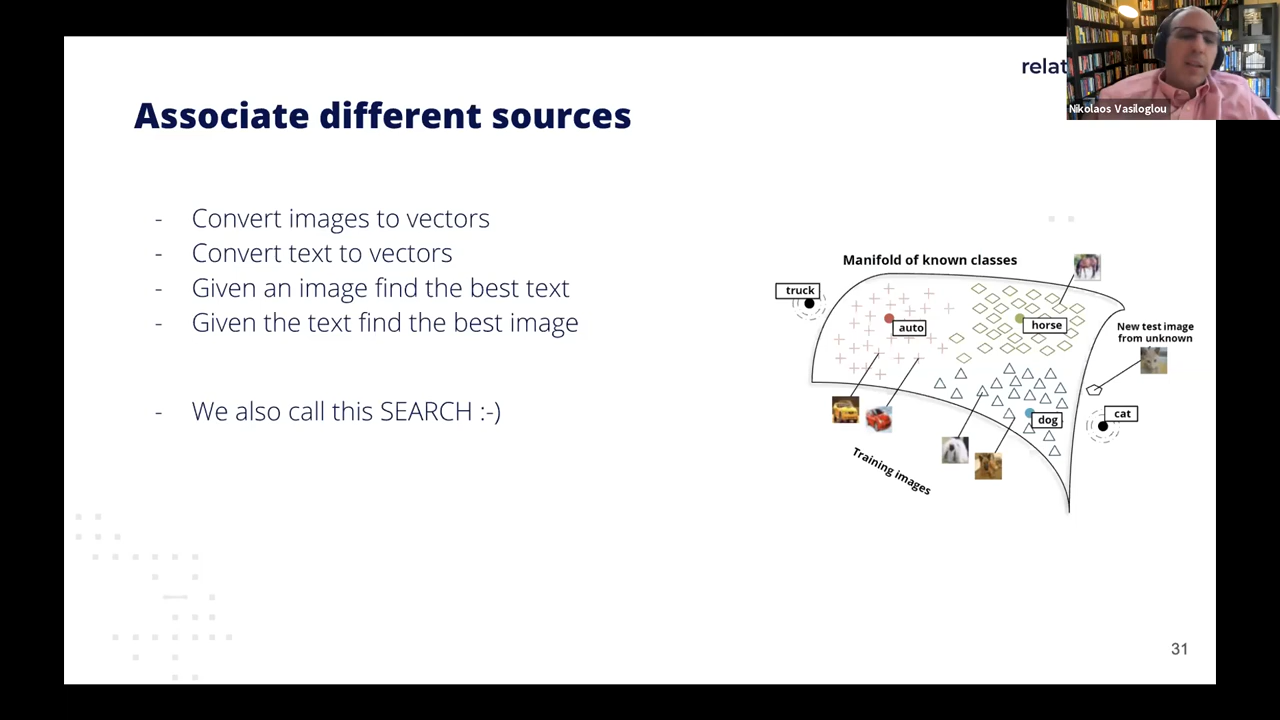 relat
Nikolaos Vasiloglou
Associate different sources
- Convert images to vectors
- Convert text to vectors
- Given an image find the best text
- Given the text find the best image
- We also call this SEARCH :-)
Manifold of known classes
truck
auto
horse
New test image
from unknown
cat
dog
Training images
31